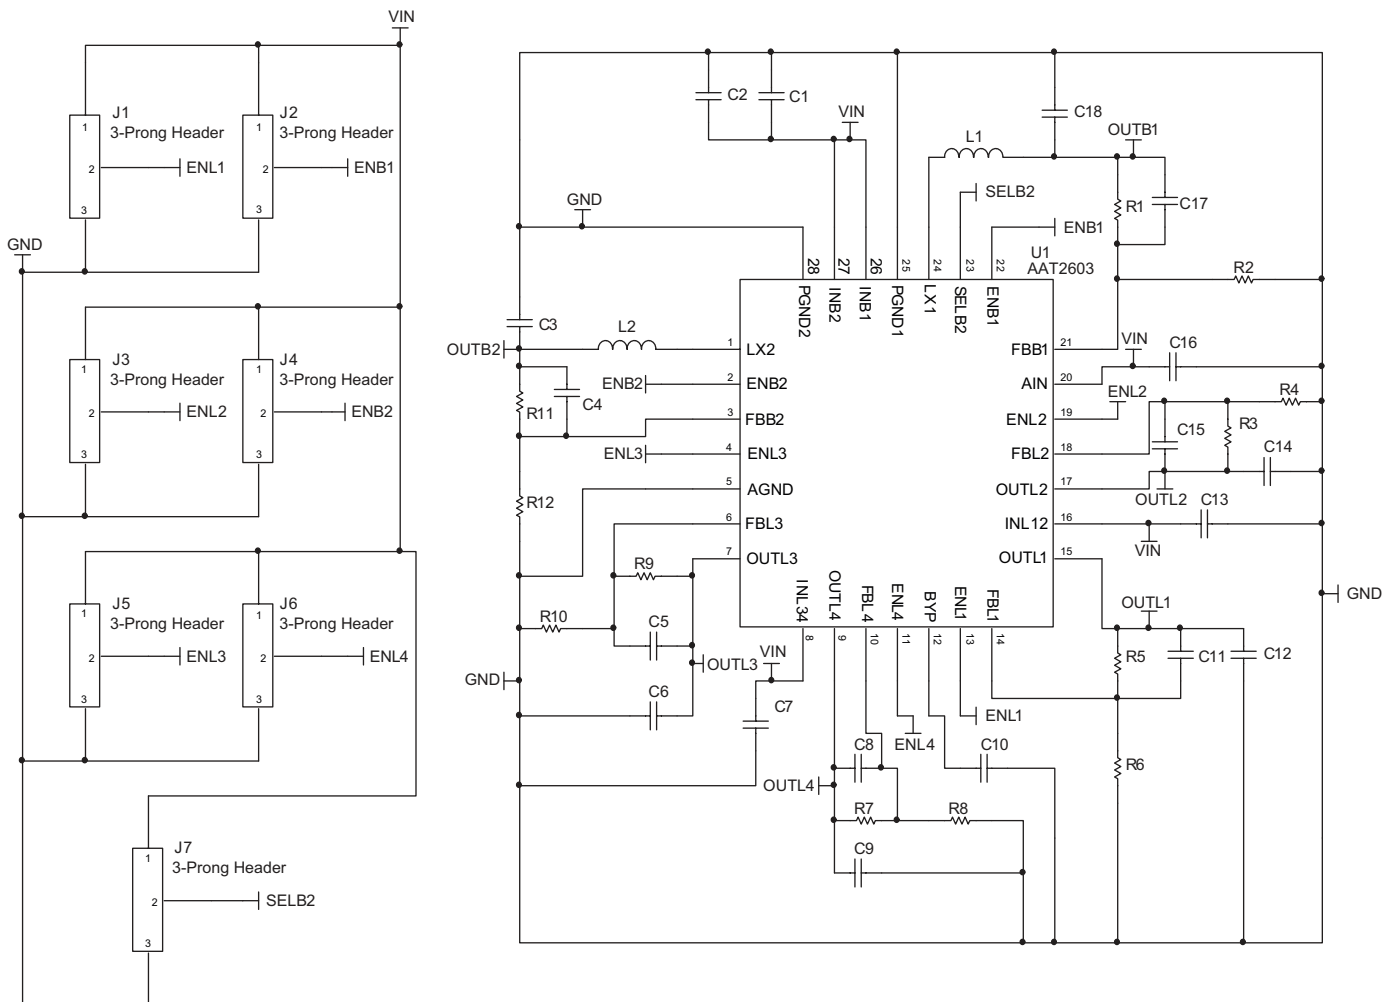 VIN
J1
3-Prong Header
1
2
3
ENL1
J2
3-Prong Header
1
2
3
ENB1
GND
J3
3-Prong Header
1
2
3
ENL2
J4
3-Prong Header
1
2
3
ENB2
J5
3-Prong Header
1
2
3
ENL3
J6
3-Prong Header
1
2
3
ENL4
J7
3-Prong Header
1
2
3
SELB2
C2
C1
VIN
C18
L1
OUTB1
SELB2
R1
C17
GND
ENB1
U1
AAT2603
R2
28
27
26
25
24
23
22
PGND2
INB2
INB1
PGND1
LX1
SELB2
ENB1
C3
OUTB2
L2
1
LX2
ENB2
2
ENB2
C4
R11
3
FBB2
ENL3
4
ENL3
R12
5
AGND
6
FBL3
7
OUTL3
R9
R10
C5
OUTL3
GND
C6
VIN
C7
FBB1
21
VIN
C16
AIN
20
ENL2
ENL2
19
R4
FBL2
18
C15
R3
C14
OUTL2
17
OUTL2
C13
INL12
16
VIN
OUTL1
15
OUTL1
GND
R5
C11
C12
INL34
OUTL4
FBL4
ENL4
BYP
ENL1
FBL1
8
9
10
11
12
13
14
ENL1
ENL4
C8
C10
R6
OUTL4
R7
R8
C9